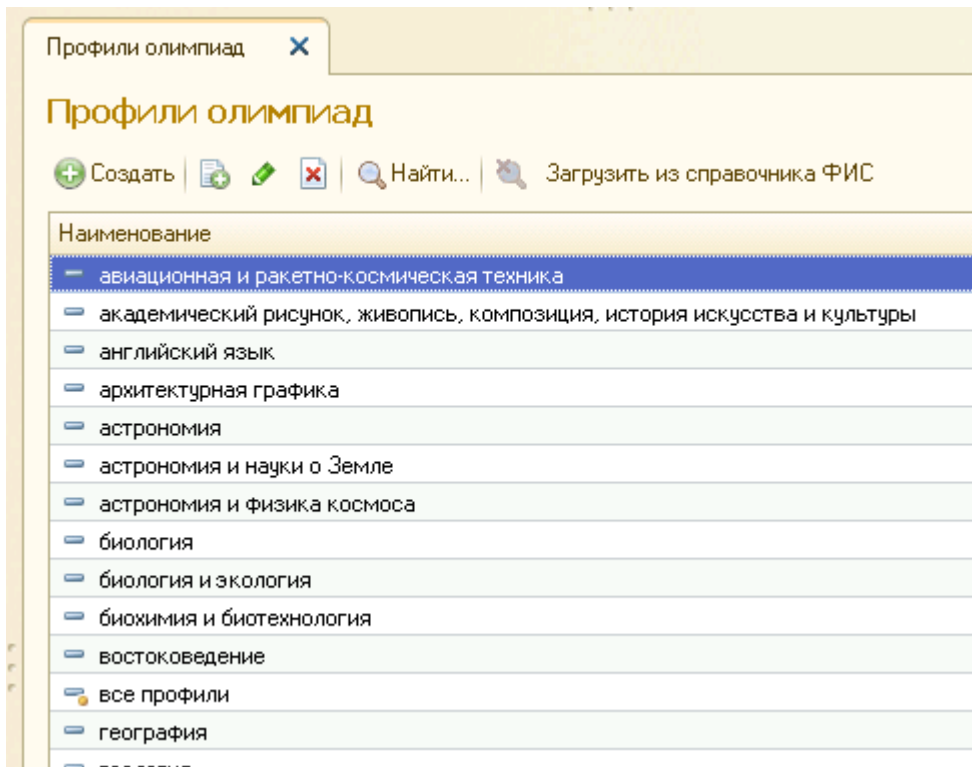 Профили олимпиад
Профили олимпиад
Создать Найти... Загрузить из справочника ФИС
Наименование
авиационная и ракетно-космическая техника
академический рисунок, живопись, композиция, история искусства и культуры
английский язык
архитектурная графика
астрономия
астрономия и науки о Земле
астрономия и физика космоса
биология
биология и экология
биохимия и биотехнология
востоковедение
все профили
география